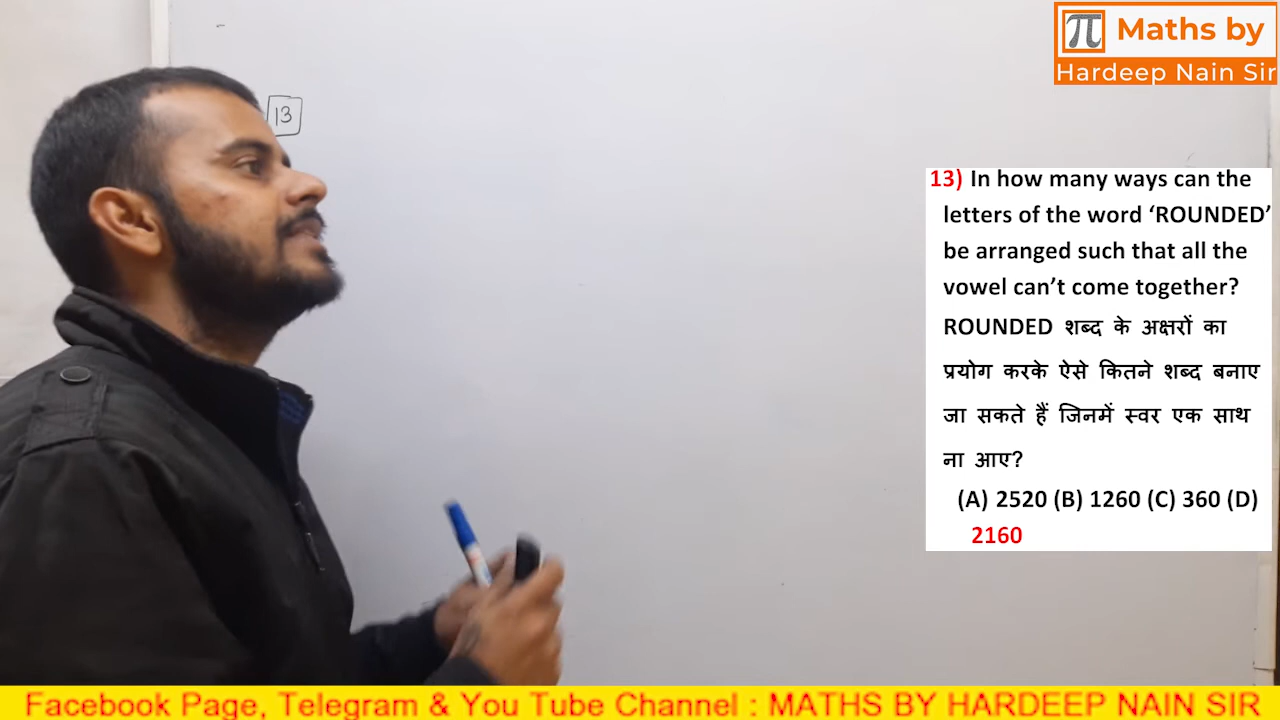 π Maths by
Hardeep Nain Sir
13
13) In how many ways can the
letters of the word ‘ROUNDED’
be arranged such that all the
vowel can’t come together?
ROUNDED शब्द के अक्षरों का
प्रयोग करके ऐसे कितने शब्द बनाए
जा सकते हैं जिनमें स्वर एक साथ
ना आए?
(A) 2520 (B) 1260 (C) 360 (D)
2160
Facebook Page, Telegram & You Tube Channel : MATHS BY HARDEEP NAIN SIR